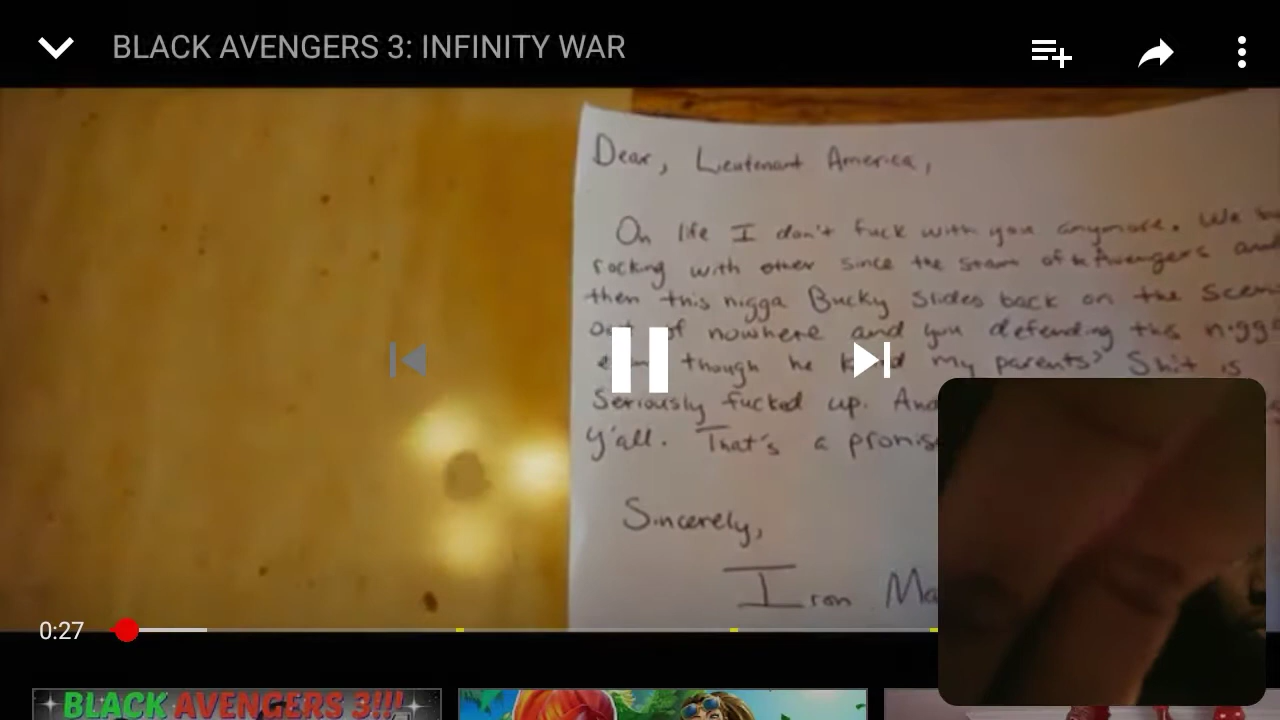 BLACK AVENGERS 3: INFINITY WAR
Dear, Lieutenant America,
On life I don't fuck with you anymore. We
rocking with other since the start of Avengers and
then this nigga Bucky slides back on the
of nowhere and you defending this
though he my parents? Shit is
Seriously fucked up. And
y'all. That's a
Sincerely,
Iron
0:27
BLACK AVENGERS 3!!!